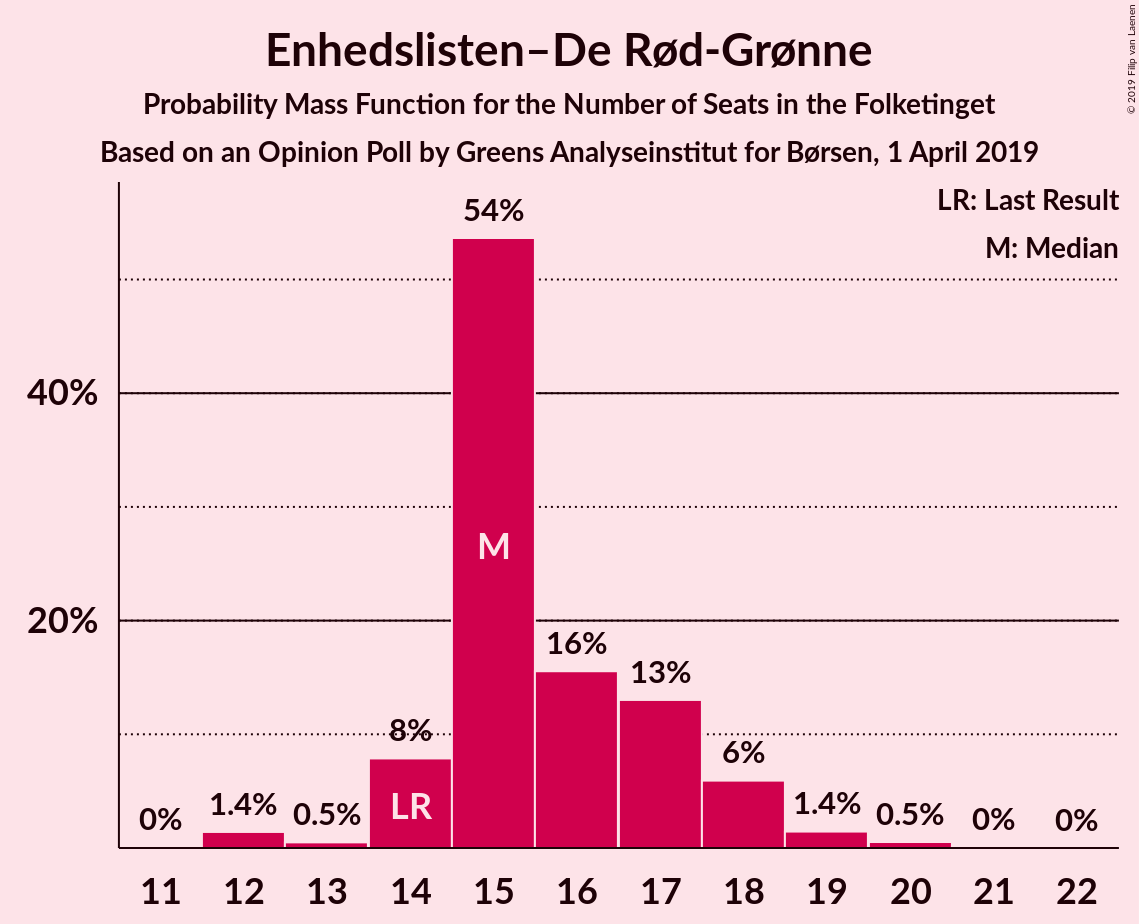 Enhedslisten–De Rød-Grønne
Probability Mass Function for the Number of Seats in the Folketinget
Based on an Opinion Poll by Greens Analyseinstitut for Børsen, 1 April 2019
© 2019 Filip van Laenen
LR: Last Result
M: Median
54%
40%
M
20%
16%
13%
8%
6%
LR
0%
1.4%
0.5%
1.4%
0.5%
0%
0%
11 12 13 14 15 16 17 18 19 20 21 22